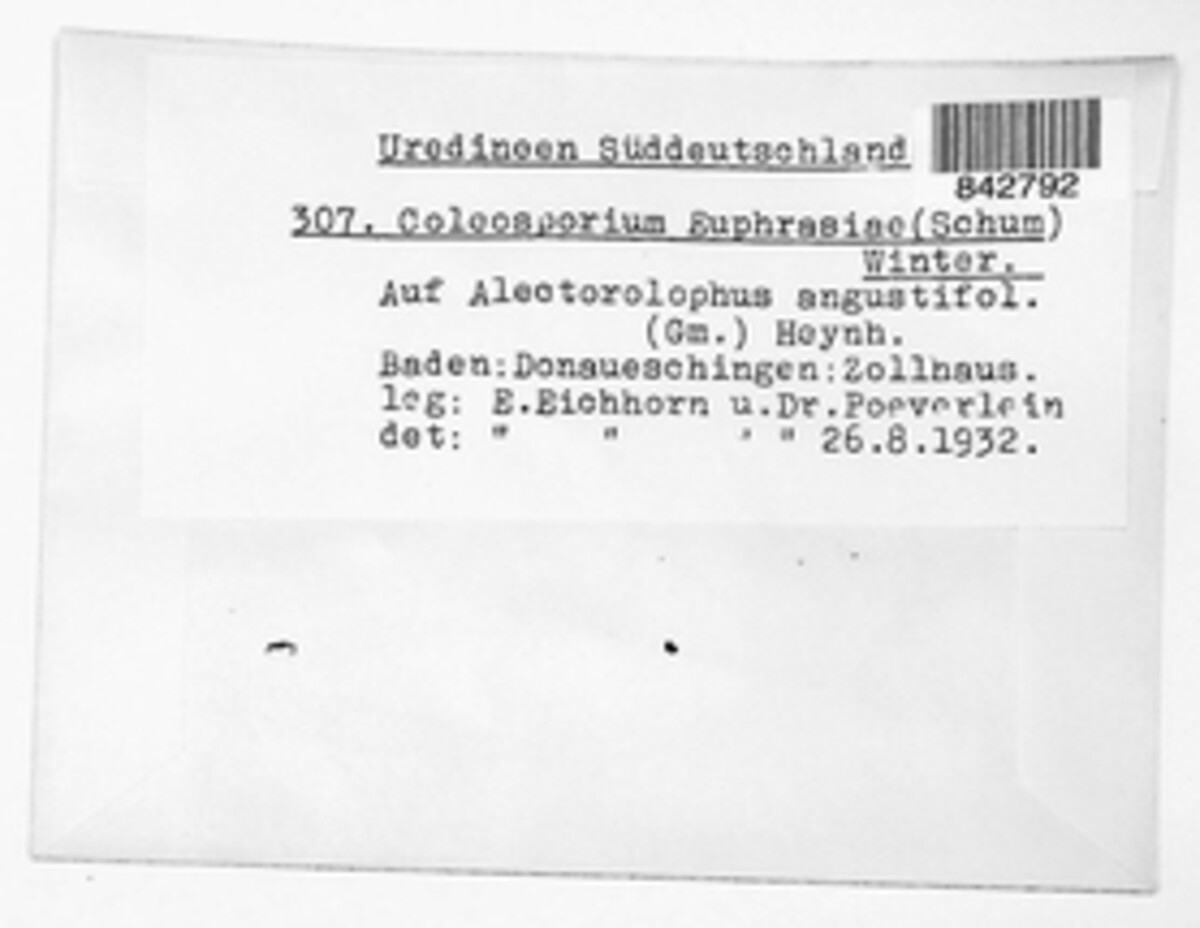 Uredineen Süddeutschland
842792
307. Coleosporium Euphrasiae(Schum)
Winter.
Auf Alectorolophus angustifol.
(Gm.) Heynh.
Baden:Donaueschingen:Zollhaus.
leg: E.Eichhorn u.Dr.Poeverlein
det: " " " " 26.8.1932.